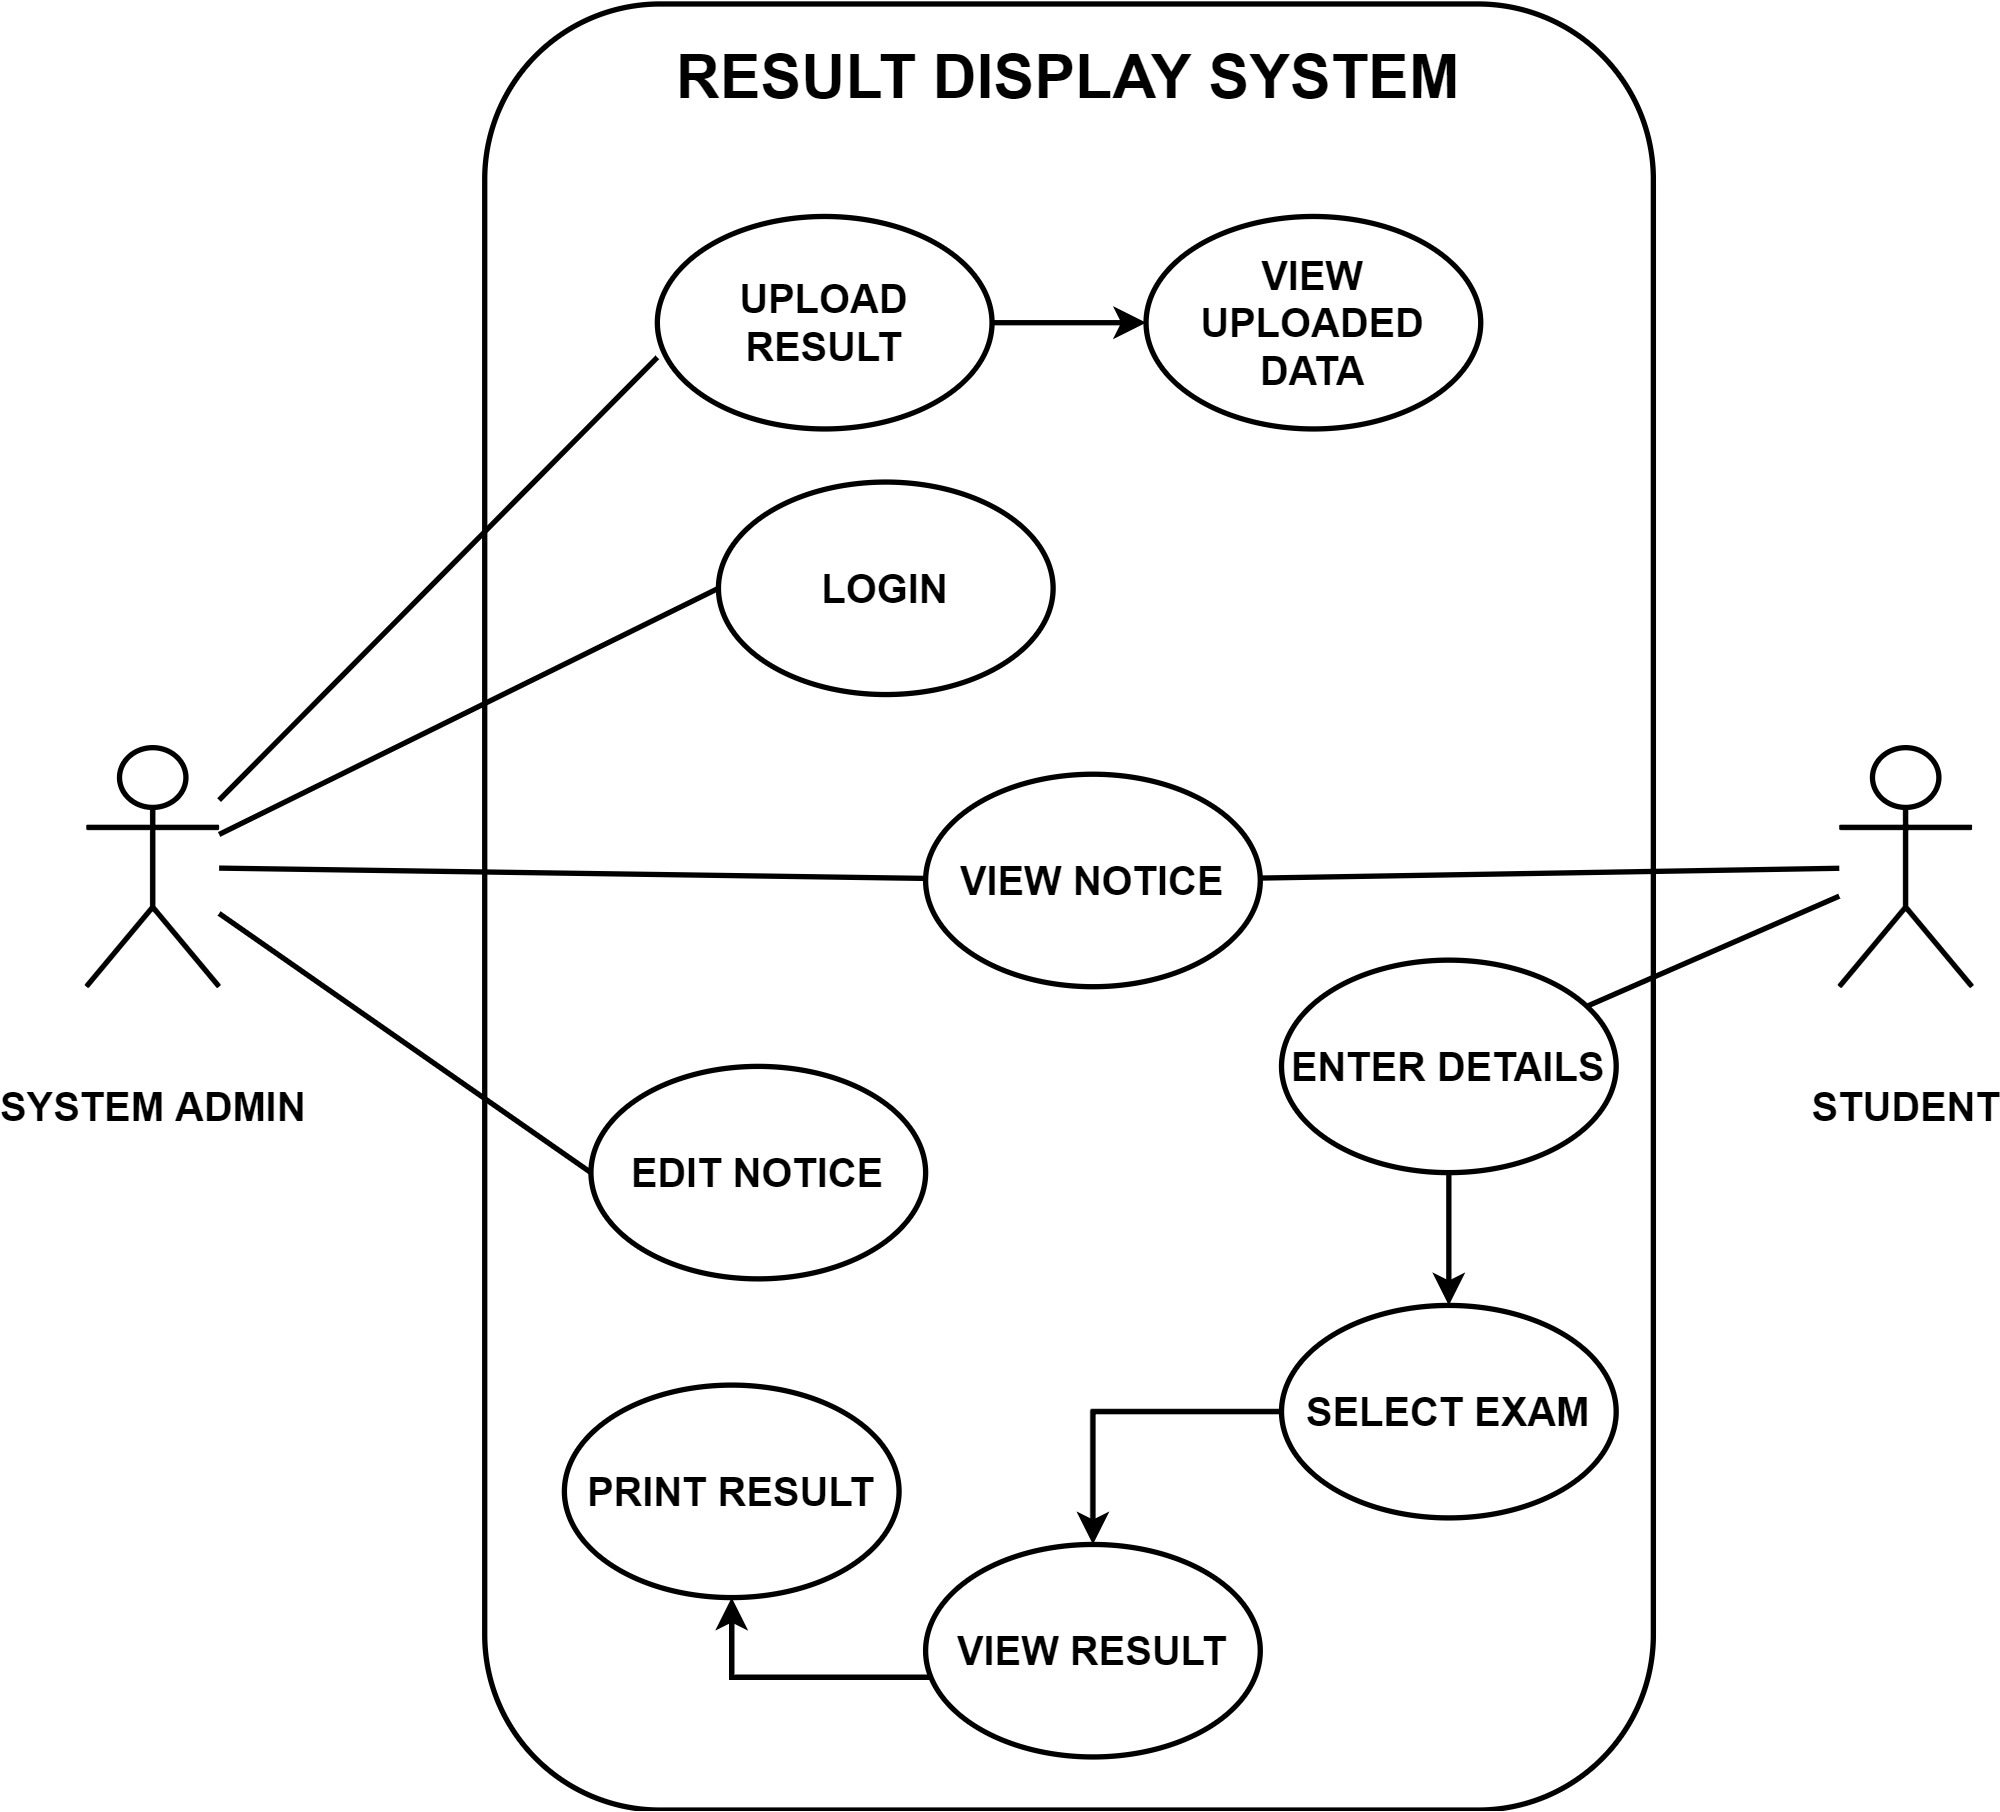 RESULT DISPLAY SYSTEM
UPLOAD
RESULT
VIEW
UPLOADED
DATA
LOGIN
VIEW NOTICE
ENTER DETAILS
SYSTEM ADMIN
STUDENT
EDIT NOTICE
SELECT EXAM
PRINT RESULT
VIEW RESULT